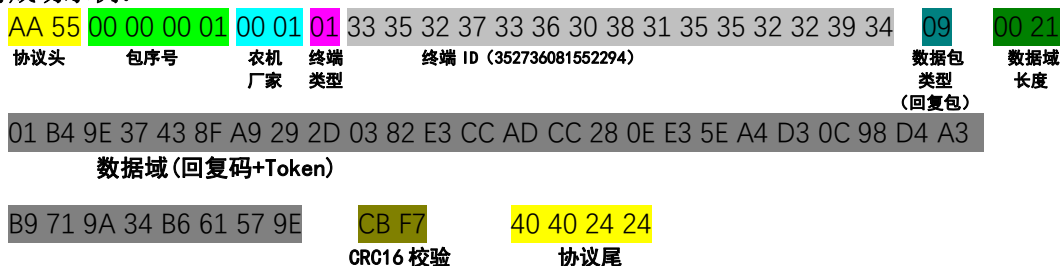 AA 55 00 00 00 01 00 01 01 33 35 32 37 33 36 30 38 31 35 35 32 32 39 34 09 00 21
协议头 包序号 农机厂家 终端类型 终端 ID（352736081552294） 数据包类型（回复包） 数据域长度
01 B4 9E 37 43 8F A9 29 2D 03 82 E3 CC AD CC 28 0E E3 5E A4 D3 0C 98 D4 A3
数据域(回复码+Token)
B9 71 9A 34 B6 61 57 9E CB F7 40 40 24 24
CRC16 校验 协议尾